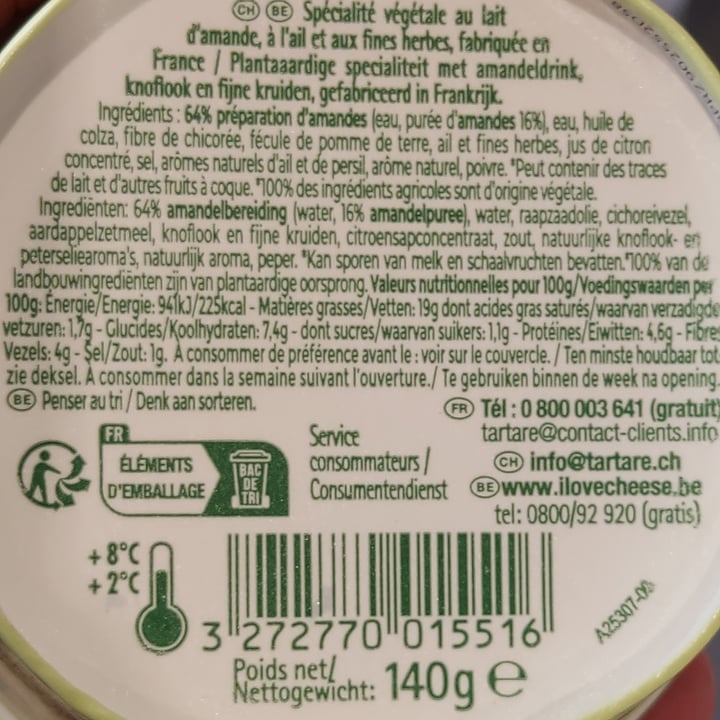 CH BE Spécialité végétale au lait
d'amande, à l'ail et aux fines herbes, fabriquée en
France / Plantaaardige specialiteit met amandeldrink,
knoflook en fijne kruiden, gefabriceerd in Frankrijk.
Ingrédients : 64% préparation d'amandes (eau, purée d'amandes 16%), eau, huile de
colza, fibre de chicorée, fécule de pomme de terre, ail et fines herbes, jus de citron
concentré, sel, arômes naturels d'ail et de persil, arôme naturel, poivre. *Peut contenir des traces
de lait et d'autres fruits à coque. *100% des ingrédients agricoles sont d'origine végétale.
Ingrediënten: 64% amandelbereiding (water, 16% amandelpuree), water, raapzaadolie, cichoreivezel,
aardappelzetmeel, knoflook en fijne kruiden, citroensapconcentraat, zout, natuurlijke knoflook- en
peterseliearoma's, natuurlijk aroma, peper. *Kan sporen van melk en schaalvruchten bevatten.*100% van de
landbouwingrediënten zijn van plantaardige oorsprong. Valeurs nutritionnelles pour 100g/Voedingswaarden per
100g: Énergie/Energie: 941kJ/225kcal - Matières grasses/Vetten: 19g dont acides gras saturés/waarvan verzadigde
vetzuren: 1,7g - Glucides/Koolhydraten: 7,4g - dont sucres/waarvan suikers: 1,1g - Protéines/Eiwitten: 4,6g - Fibres
Vezels: 4g - Sel/Zout: 1g. À consommer de préférence avant le : voir sur le couvercle. / Ten minste houdbaar tot
zie deksel. À consommer dans la semaine suivant l'ouverture./ Te gebruiken binnen de week na opening.
BE Penser au tri / Denk aan sorteren.
FR Tél : 0 800 003 641 (gratuit)
tartare@contact-clients.info
Service
consommateurs /
Consumentendienst
CH info@tartare.ch
BE www.ilovecheese.be
tel: 0800/92 920 (gratis)
FR
ÉLÉMENTS
D'EMBALLAGE
BAC
DE
TRI
+8°C
+2°C
3 272770 015516
A25307-00
Poids net/
Nettogewicht: 140g e